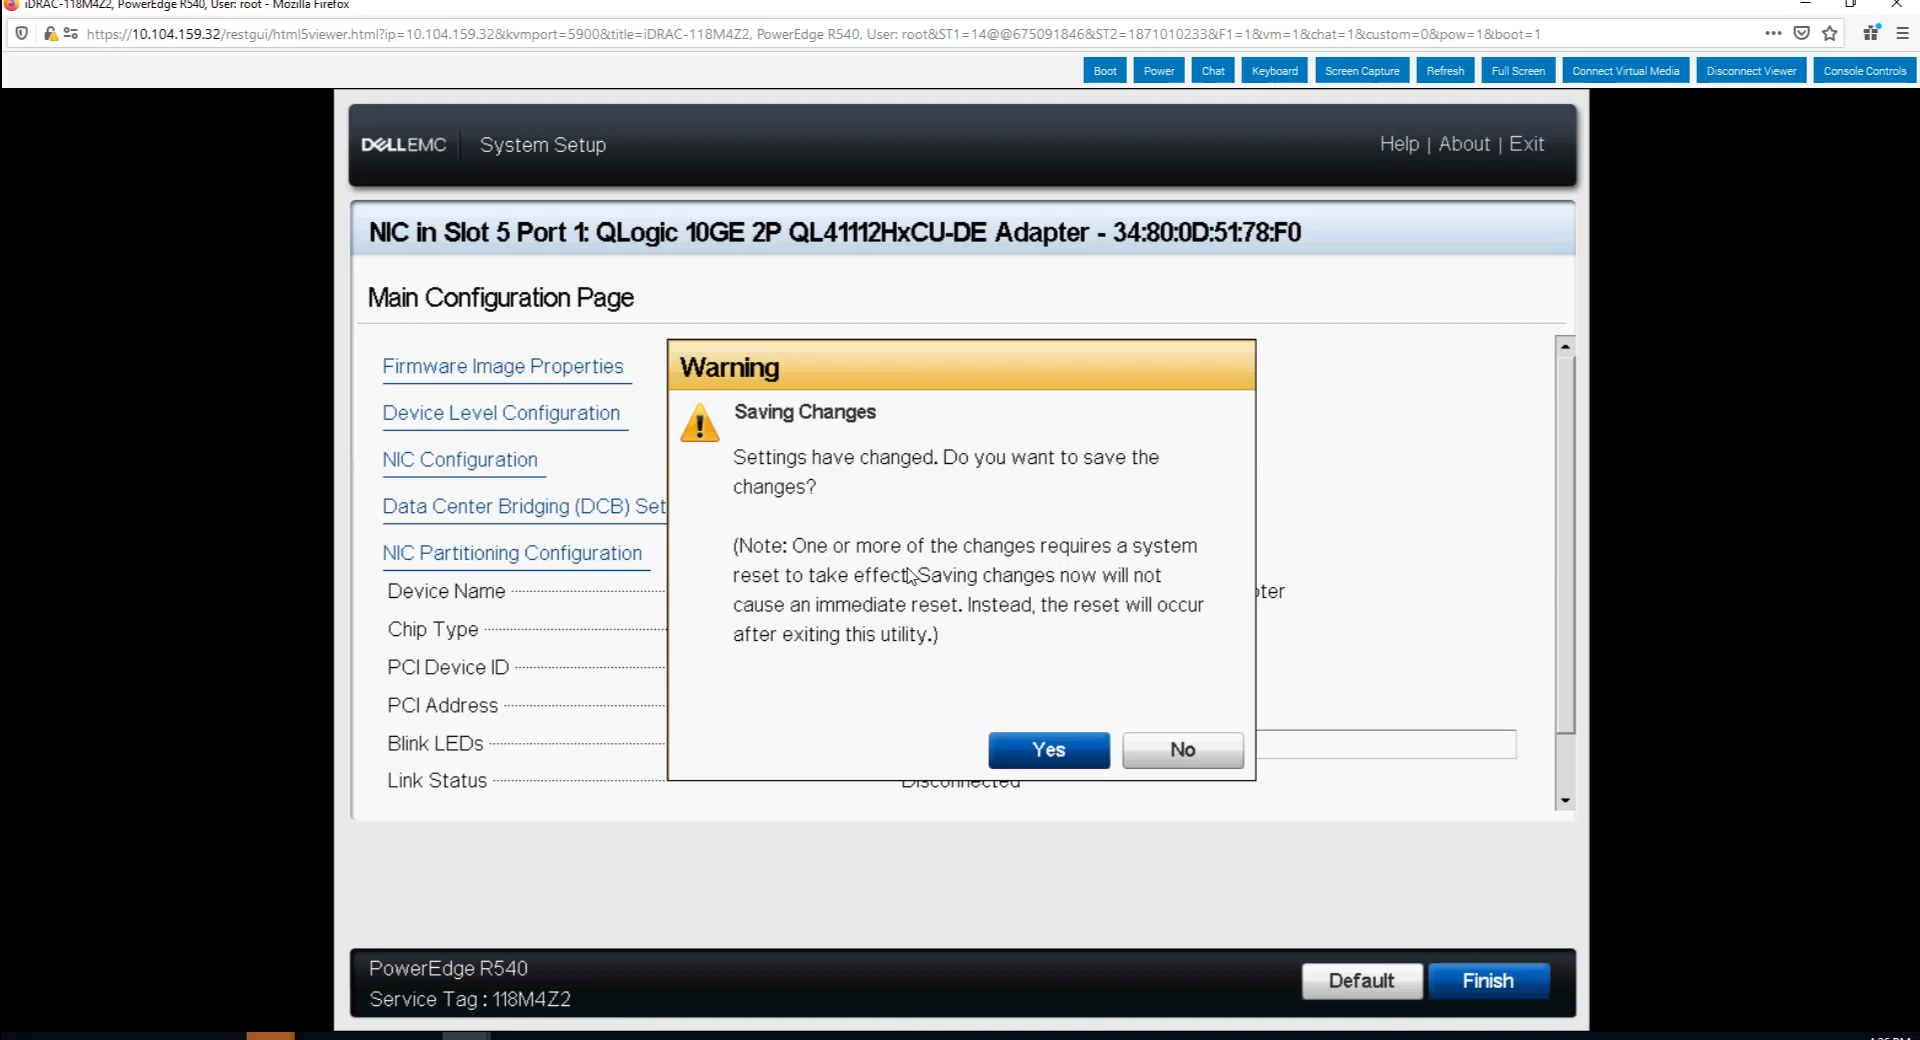 iDRAC-118M4Z2, PowerEdge R540, User: root - Mozilla Firefox
https://10.104.159.32/restgui/html5viewer.html?ip=10.104.159.32&kvmport=5900&title=iDRAC-118M4Z2, PowerEdge R540, User: root&ST1=14@@675091846&ST2=1871010233&F1=1&vm=1&chat=1&custom=0&pow=1&boot=1
Boot Power Chat Keyboard Screen Capture Refresh Full Screen Connect Virtual Media Disconnect Viewer Console Controls
DELLEMC System Setup Help | About | Exit
NIC in Slot 5 Port 1: QLogic 10GE 2P QL41112HxCU-DE Adapter - 34:80:0D:51:78:F0
Main Configuration Page
Firmware Image Properties
Device Level Configuration
NIC Configuration
Data Center Bridging (DCB) Set
NIC Partitioning Configuration
Device Name
Chip Type
PCI Device ID
PCI Address
Blink LEDs
Link Status Disconnected
Warning
Saving Changes
Settings have changed. Do you want to save the
changes?
(Note: One or more of the changes requires a system
reset to take effect. Saving changes now will not
cause an immediate reset. Instead, the reset will occur
after exiting this utility.)
Yes No
PowerEdge R540
Service Tag : 118M4Z2
Default Finish